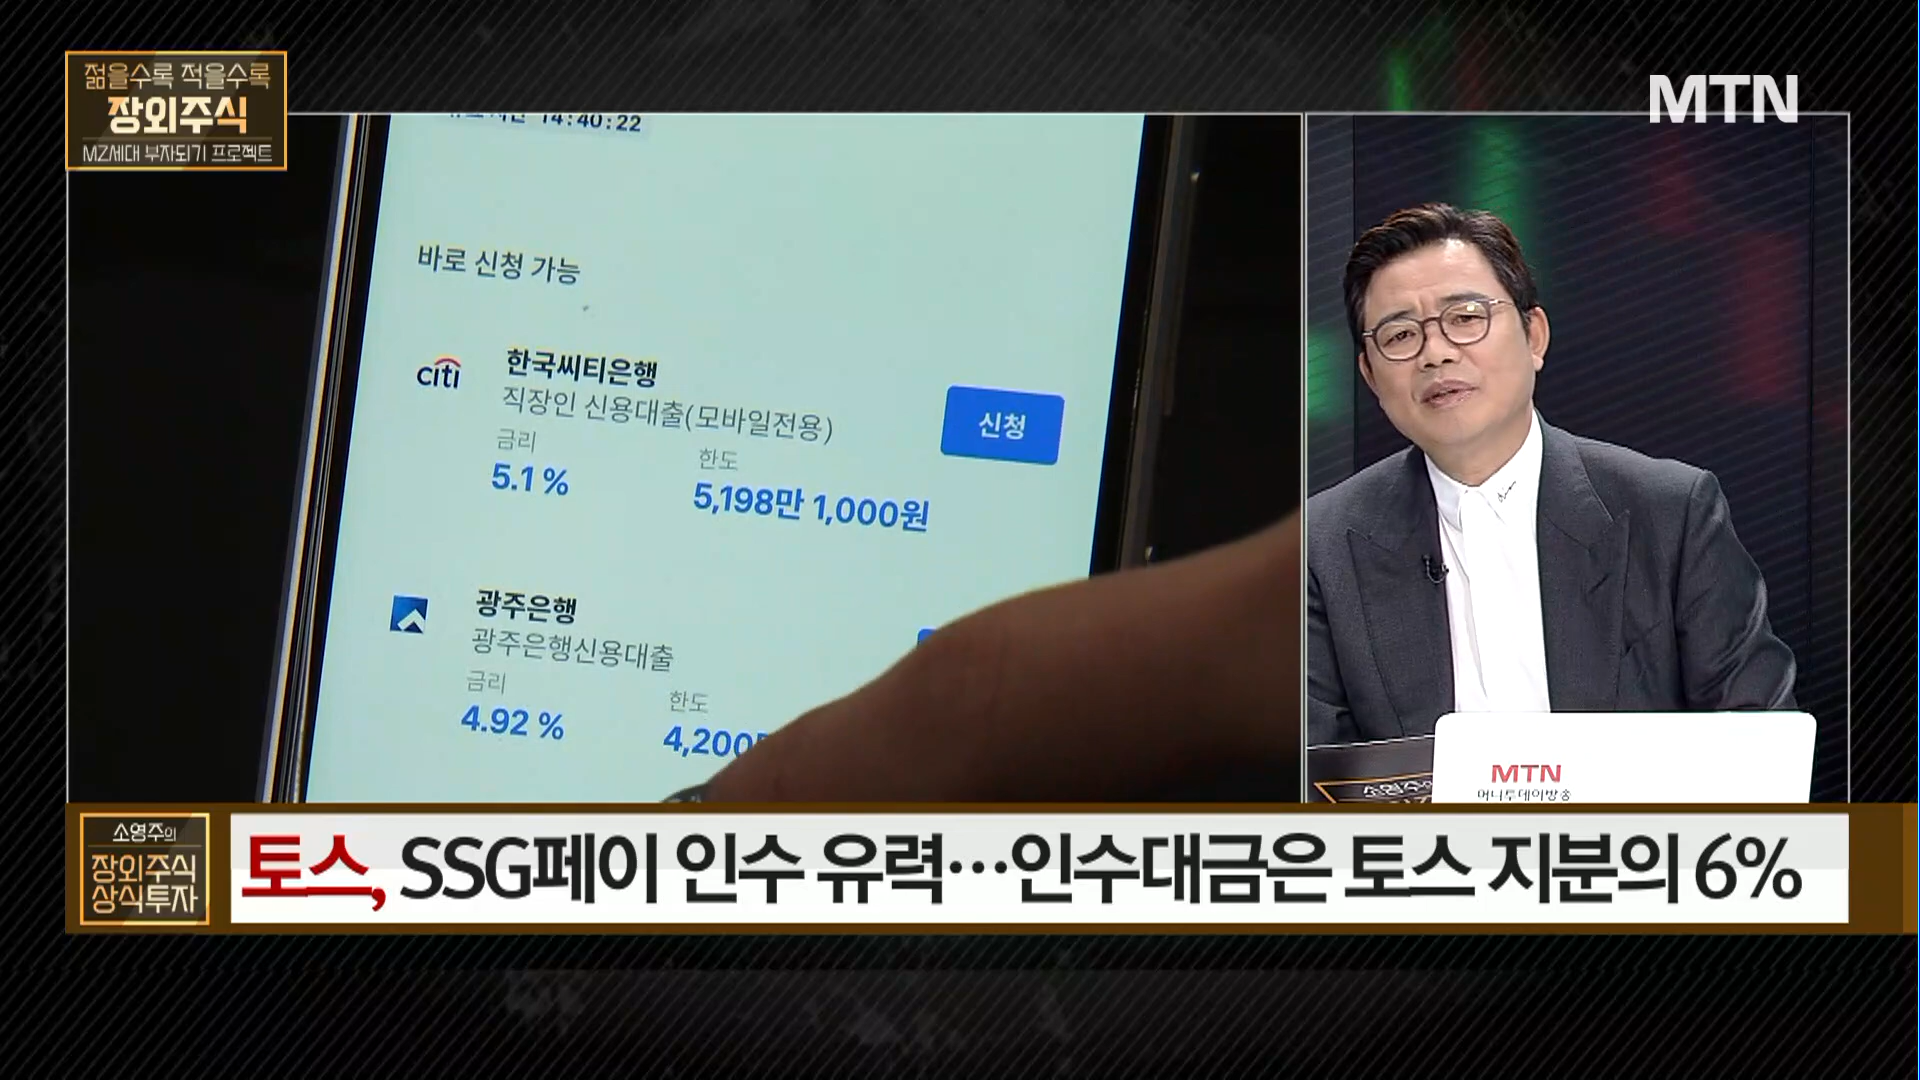 젊을수록 적을수록
장외주식
MZ세대 부자되기 프로젝트
MTN
14:40:22
바로 신청 가능
citi
한국씨티은행
직장인 신용대출(모바일전용)
신청
금리
한도
5.1 %
5,198만 1,000원
광주은행
광주은행신용대출
금리
한도
4.92 %
4,200
MTN
머니투데이방송
소영주의
장외주식
상식투자
토스, SSG페이 인수 유력…인수대금은 토스 지분의 6%